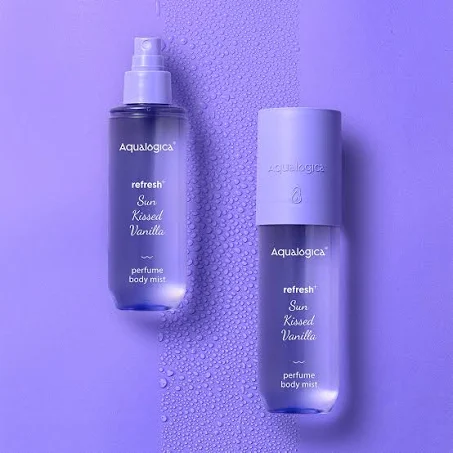 Aqualogica®
refresh+
Sun
Kissed
Vanilla
perfume
body mist
Aqualogica
Aqualogica®
refresh+
Sun
Kissed
Vanilla
perfume
body mist